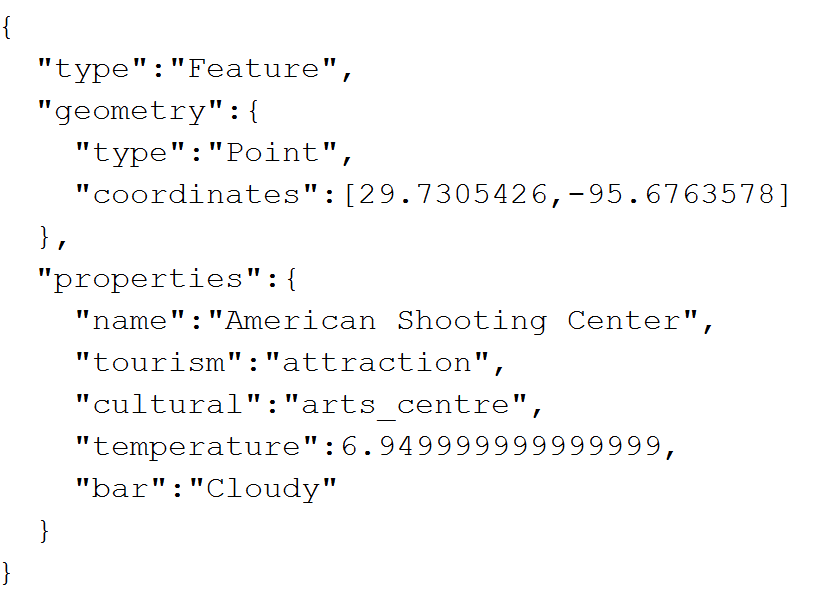 {
  "type":"Feature",
  "geometry":{
    "type":"Point",
    "coordinates":[29.7305426,-95.6763578]
  },
  "properties":{
    "name":"American Shooting Center",
    "tourism":"attraction",
    "cultural":"arts_centre",
    "temperature":6.949999999999999,
    "bar":"Cloudy"
  }
}